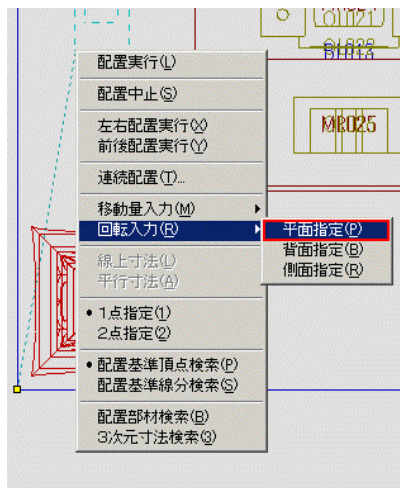 OL021
配置実行(L)
配置中止(S)
左右配置実行(X)
前後配置実行(Y)
MR025
連続配置(T)...
移動量入力(M)
回転入力(R)
平面指定(P)
背面指定(B)
側面指定(R)
線上寸法(L)
平行寸法(A)
1点指定(1)
2点指定(2)
配置基準頂点検索(P)
配置基準線分検索(S)
配置部材検索(B)
3次元寸法検索(3)